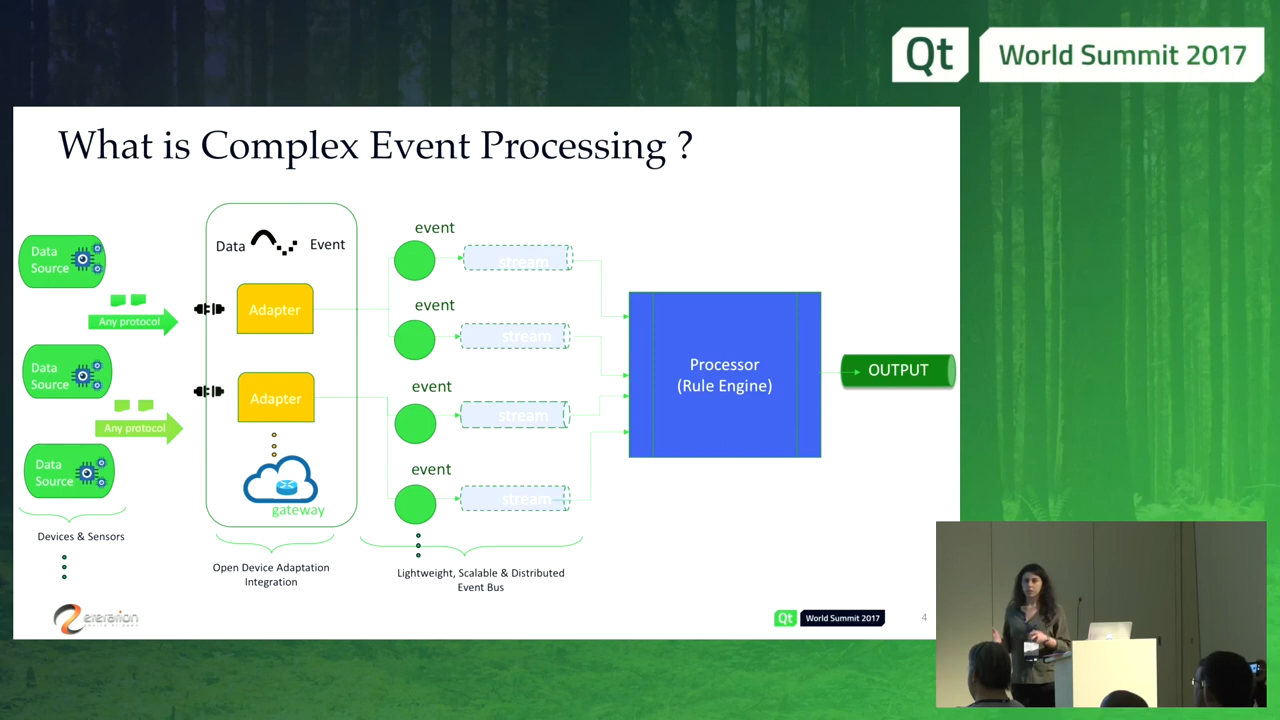 Qt World Summit 2017
What is Complex Event Processing ?
Data Source
Any protocol
Data Source
Any protocol
Data Source
Devices & Sensors
Data Event
Adapter
Adapter
gateway
Open Device Adaptation
Integration
event
stream
event
stream
event
stream
event
stream
Lightweight, Scalable & Distributed
Event Bus
Processor
(Rule Engine)
OUTPUT
Qt World Summit 2017
4